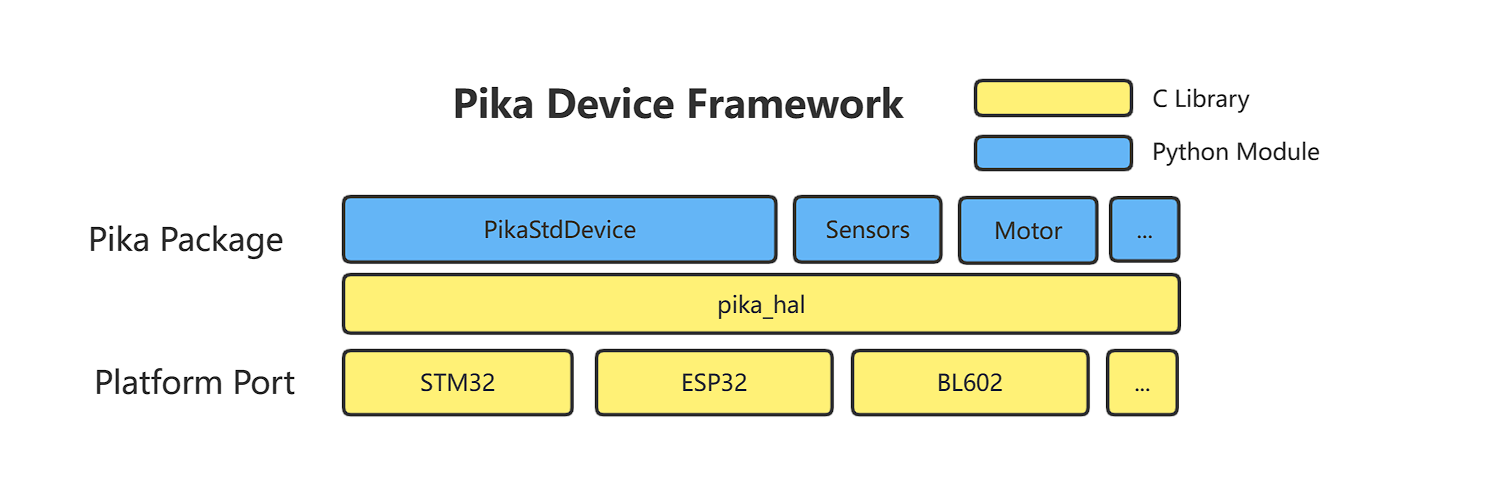 Pika Device Framework
C Library
Python Module
Pika Package
PikaStdDevice
Sensors
Motor
...
pika_hal
Platform Port
STM32
ESP32
BL602
...